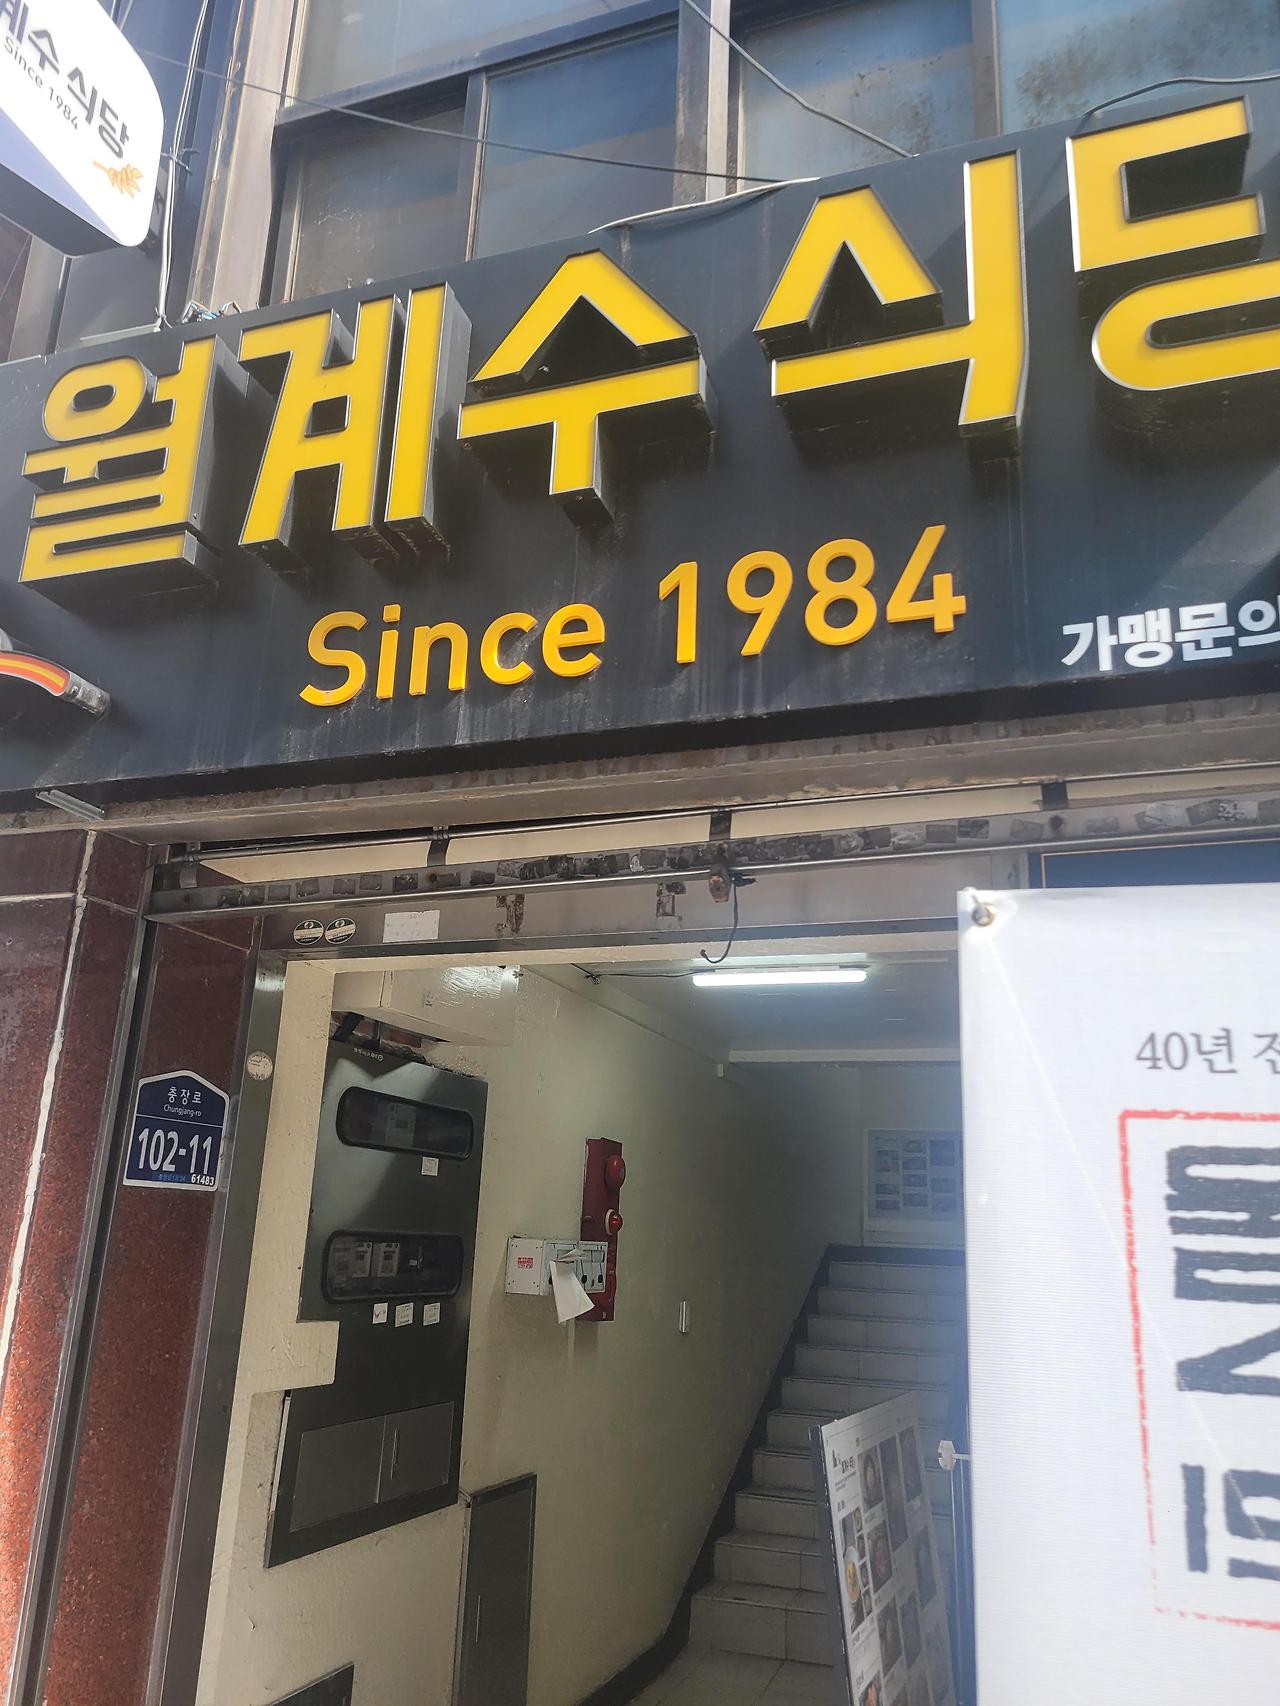 계수식당
Since 1984
월계수식당
Since 1984
가맹문의
40년 전
충장로
Chungjang-ro
102-11
61483